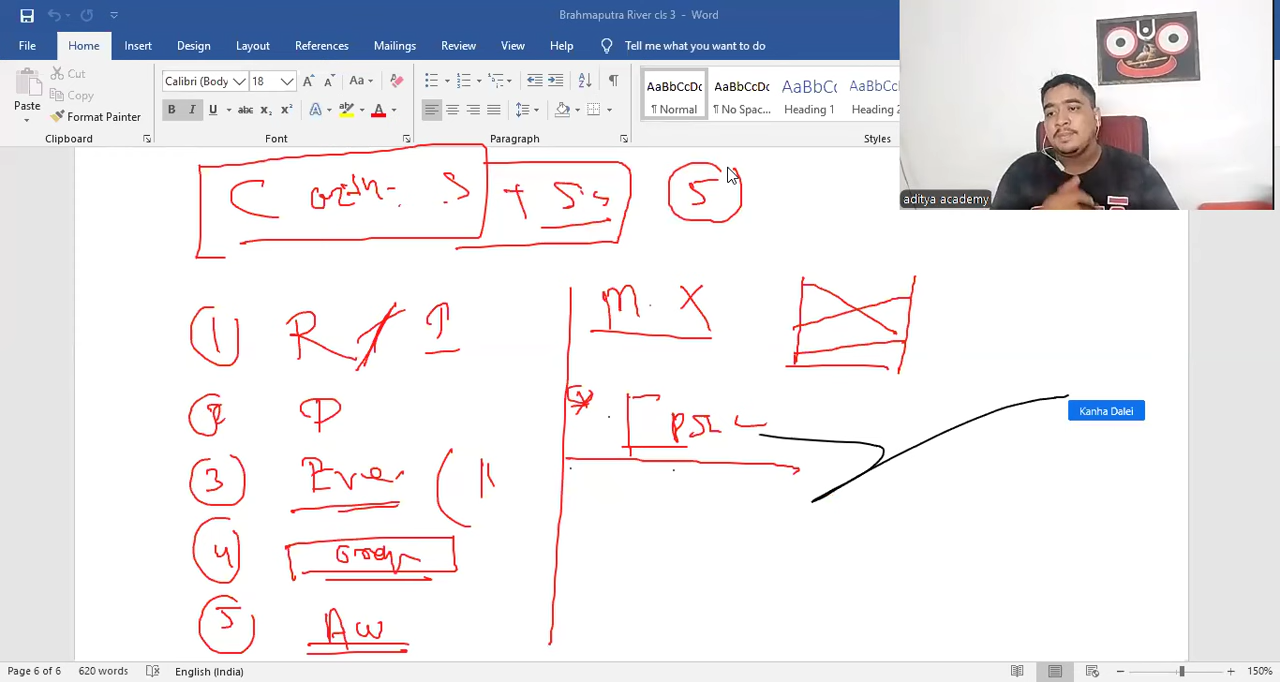 Brahmaputra River cls 3 - Word
File Home Insert Design Layout References Mailings Review View Help Tell me what you want to do
Cut
Copy
Paste
Format Painter
Calibri (Body 18
AaBbCcDc AaBbCcDc AaBbCc AaBbCcD
¶ Normal ¶ No Spac... Heading 1 Heading 2
Clipboard Font Paragraph Styles
aditya academy
5
M. X
1 R I
2 P
Kanha Dalei
3
4
5 Aw
Page 6 of 6 620 words English (India) 150%